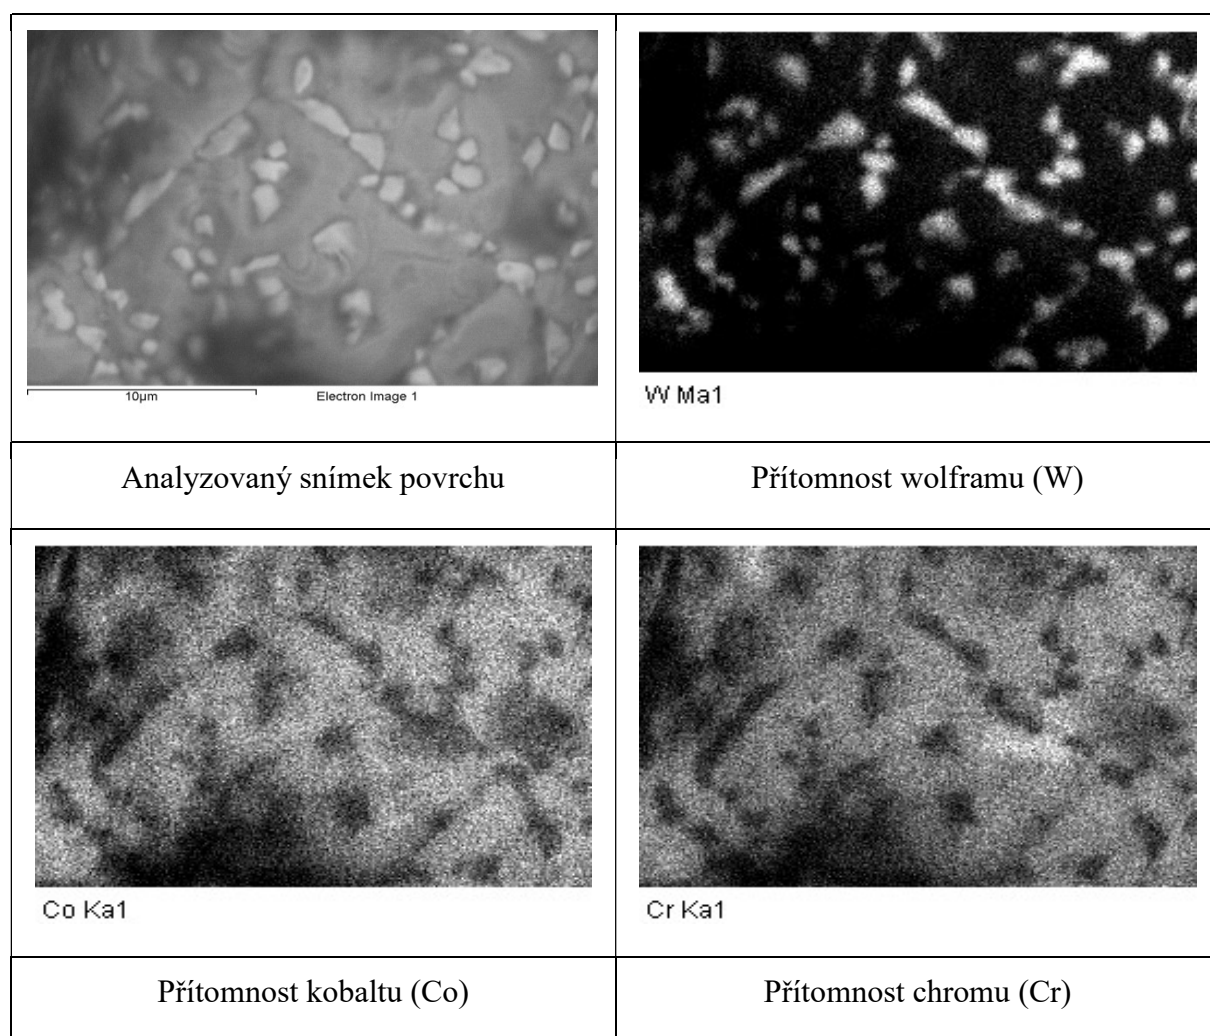 10µm
Electron Image 1
W Ma1
Analyzovaný snímek povrchu
Přítomnost wolframu (W)
Co Ka1
Cr Ka1
Přítomnost kobaltu (Co)
Přítomnost chromu (Cr)